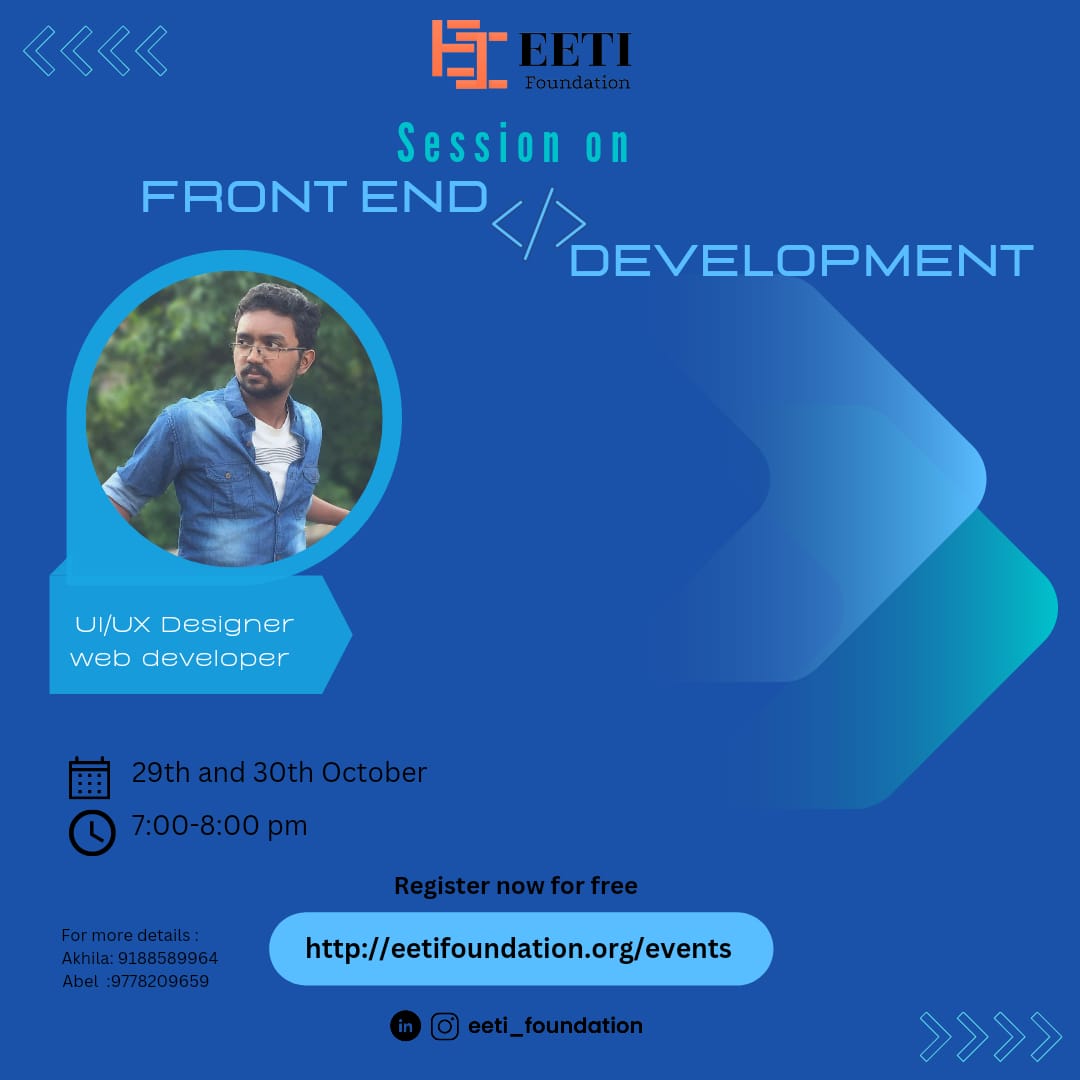 EETI
Foundation
Session on
FRONT END
</>
DEVELOPMENT
UI/UX Designer
web developer
29th and 30th October
7:00-8:00 pm
Register now for free
http://eetifoundation.org/events
For more details :
Akhila: 9188589964
Abel :9778209659
in eeti_foundation